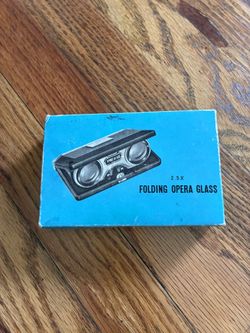 2.5X
FOLDING OPERA GLASS